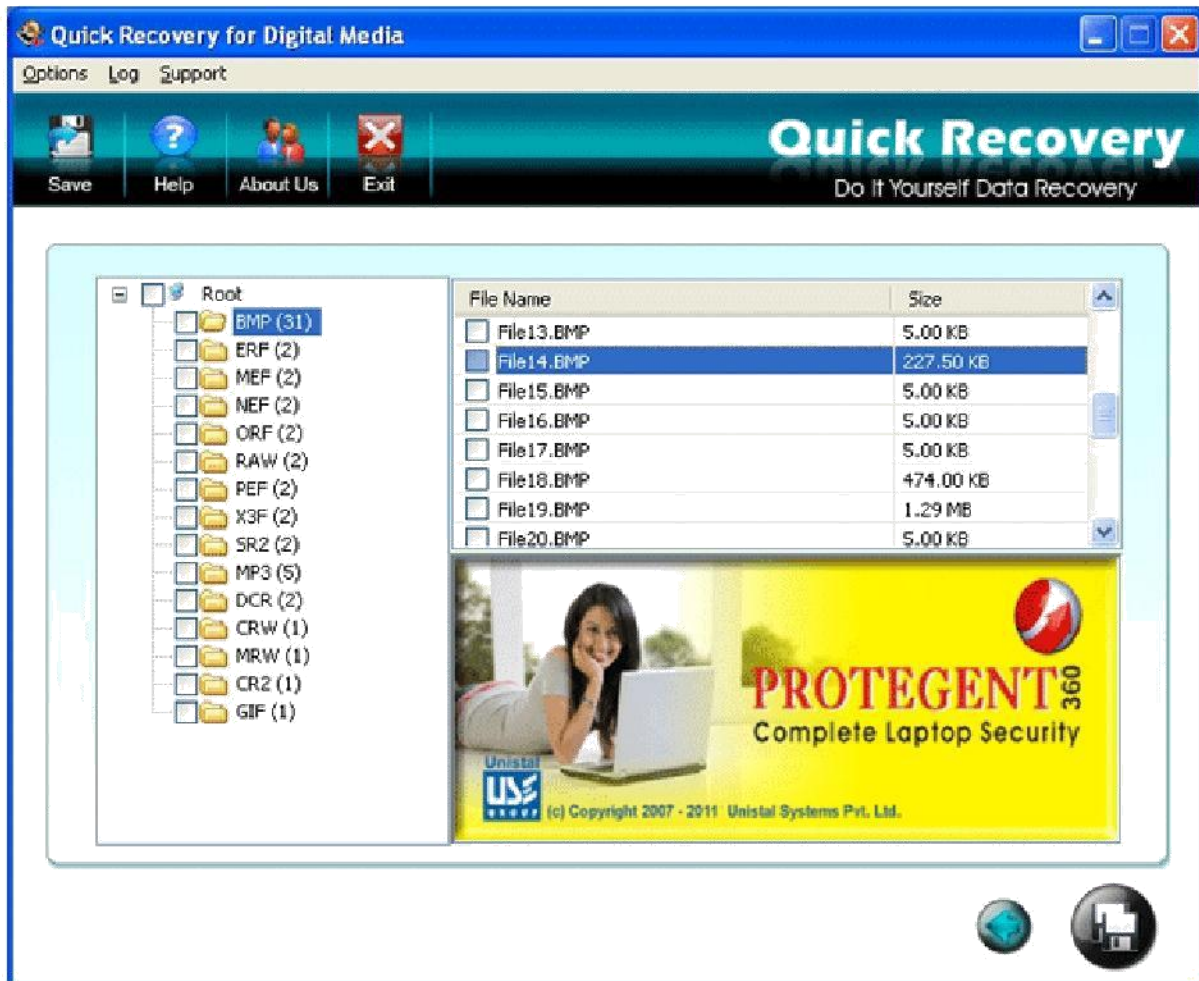 Quick Recovery for Digital Media
Options Log Support
Save Help About Us Exit
Quick Recovery
Do It Yourself Data Recovery
Root
BMP (31)
ERF (2)
MEF (2)
NEF (2)
ORF (2)
RAW (2)
PEF (2)
X3F (2)
SR2 (2)
MP3 (5)
DCR (2)
CRW (1)
MRW (1)
CR2 (1)
GIF (1)
File Name Size
File13.BMP 5.00 KB
File14.BMP 227.50 KB
File15.BMP 5.00 KB
File16.BMP 5.00 KB
File17.BMP 5.00 KB
File18.BMP 474.00 KB
File19.BMP 1.29 MB
File20.BMP 5.00 KB
PROTEGENT 360
Complete Laptop Security
Unistal
USE
GROUP
(c) Copyright 2007 - 2011 Unistal Systems Pvt. Ltd.